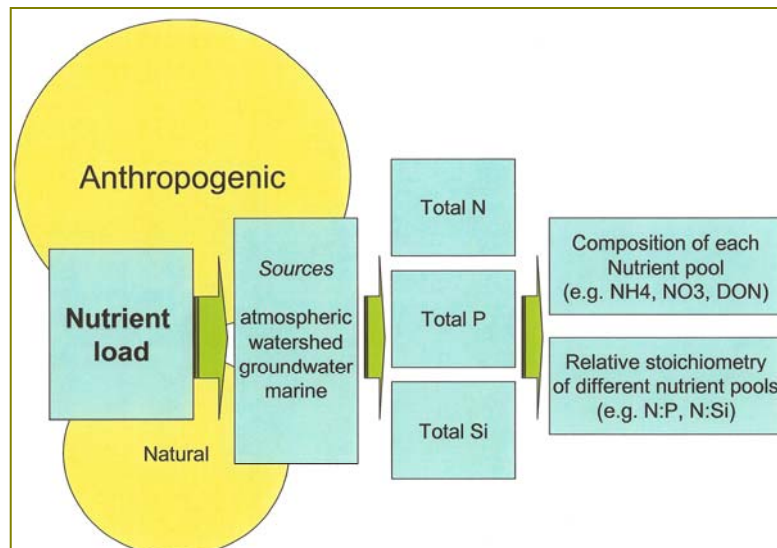 Anthropogenic
Natural
Nutrient
load
Sources
atmospheric
watershed
groundwater
marine
Total N
Total P
Total Si
Composition of each
Nutrient pool
(e.g. NH4, NO3, DON)
Relative stoichiometry
of different nutrient pools
(e.g. N:P, N:Si)